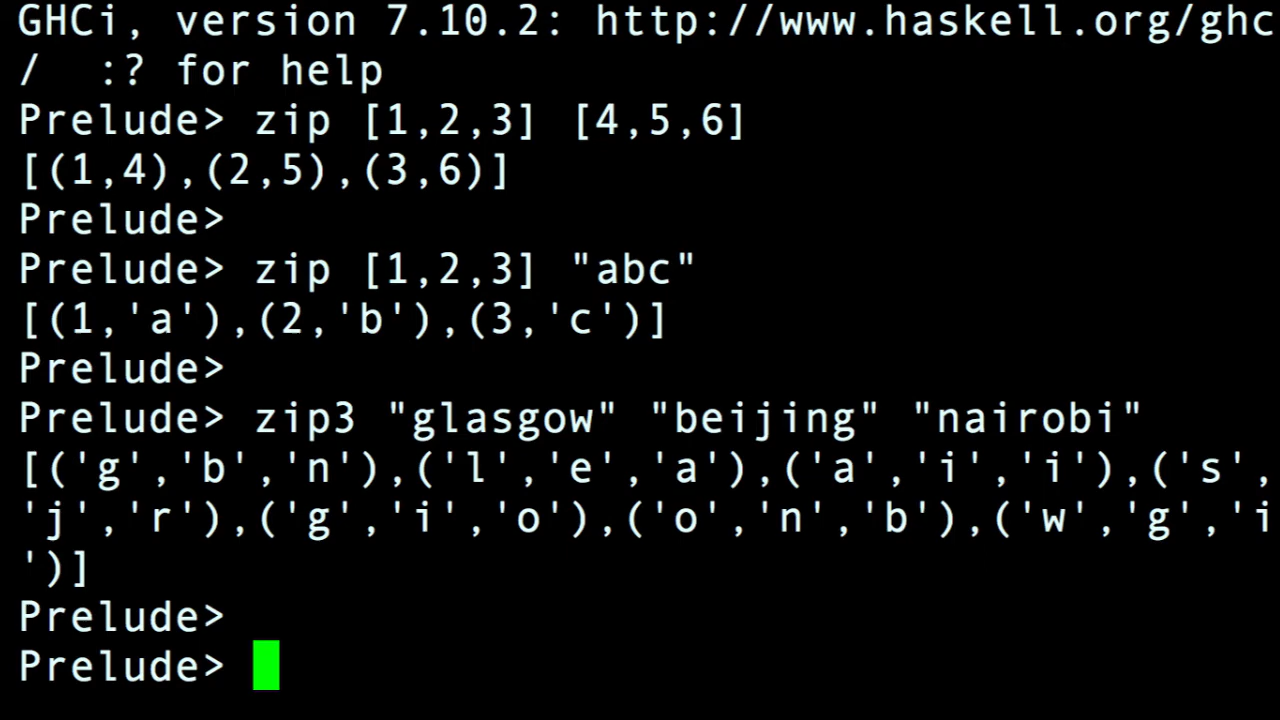 GHCi, version 7.10.2: http://www.haskell.org/ghc
/  :? for help
Prelude> zip [1,2,3] [4,5,6]
[(1,4),(2,5),(3,6)]
Prelude>
Prelude> zip [1,2,3] "abc"
[(1,'a'),(2,'b'),(3,'c')]
Prelude>
Prelude> zip3 "glasgow" "beijing" "nairobi"
[('g','b','n'),('l','e','a'),('a','i','i'),('s',
'j','r'),('g','i','o'),('o','n','b'),('w','g','i
')]
Prelude>
Prelude>